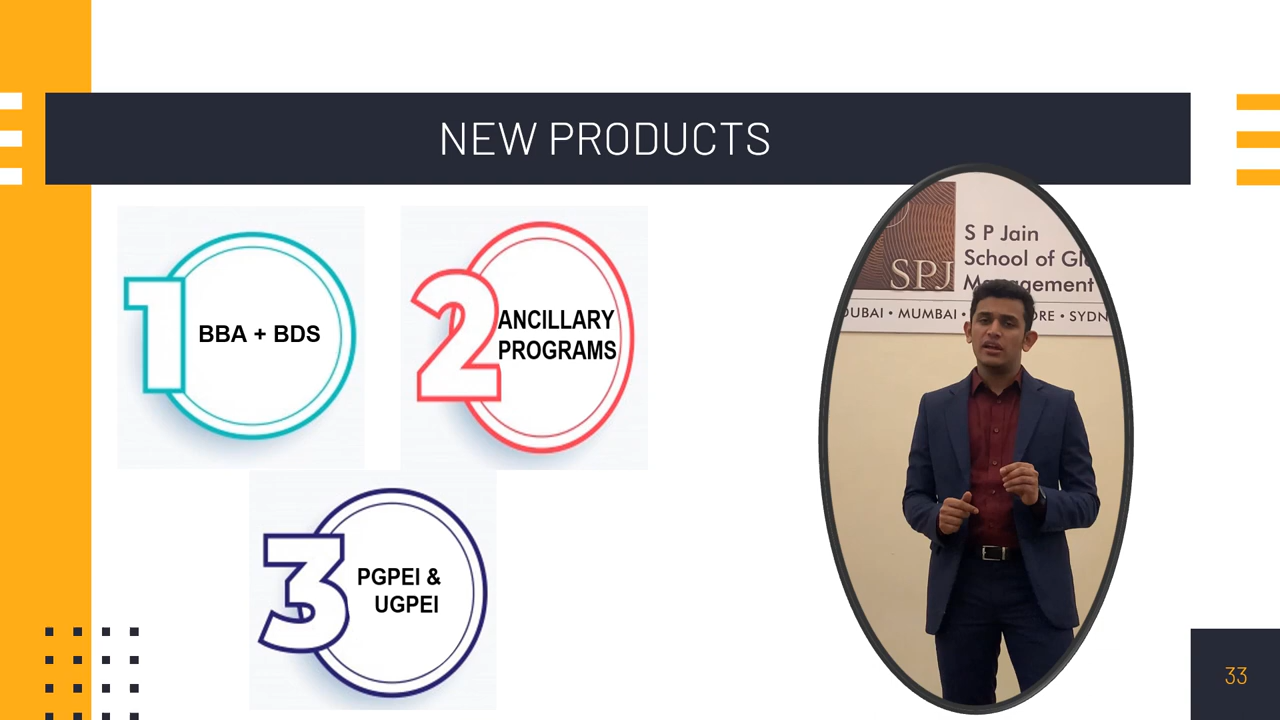 NEW PRODUCTS
1
BBA + BDS
2
ANCILLARY
PROGRAMS
3
PGPEI &
UGPEI
SPJ
S P Jain
School of Gl
M gement
UBAI • MUMBAI • ORE • SYDN
33